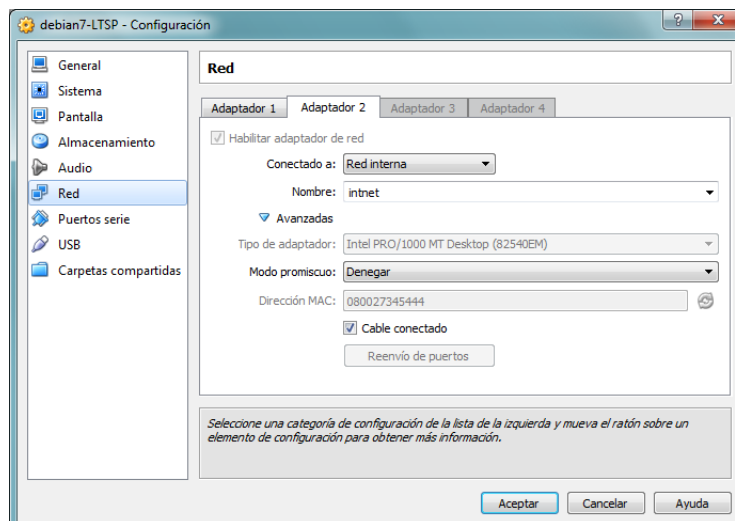 debian7-LTSP - Configuración
General
Sistema
Pantalla
Almacenamiento
Audio
Red
Puertos serie
USB
Carpetas compartidas
Red
Adaptador 1 Adaptador 2 Adaptador 3 Adaptador 4
Habilitar adaptador de red
Conectado a: Red interna
Nombre: intnet
Avanzadas
Tipo de adaptador: Intel PRO/1000 MT Desktop (82540EM)
Modo promiscuo: Denegar
Dirección MAC: 080027345444
Cable conectado
Reenvío de puertos
Seleccione una categoría de configuración de la lista de la izquierda y mueva el ratón sobre un
elemento de configuración para obtener más información.
Aceptar Cancelar Ayuda